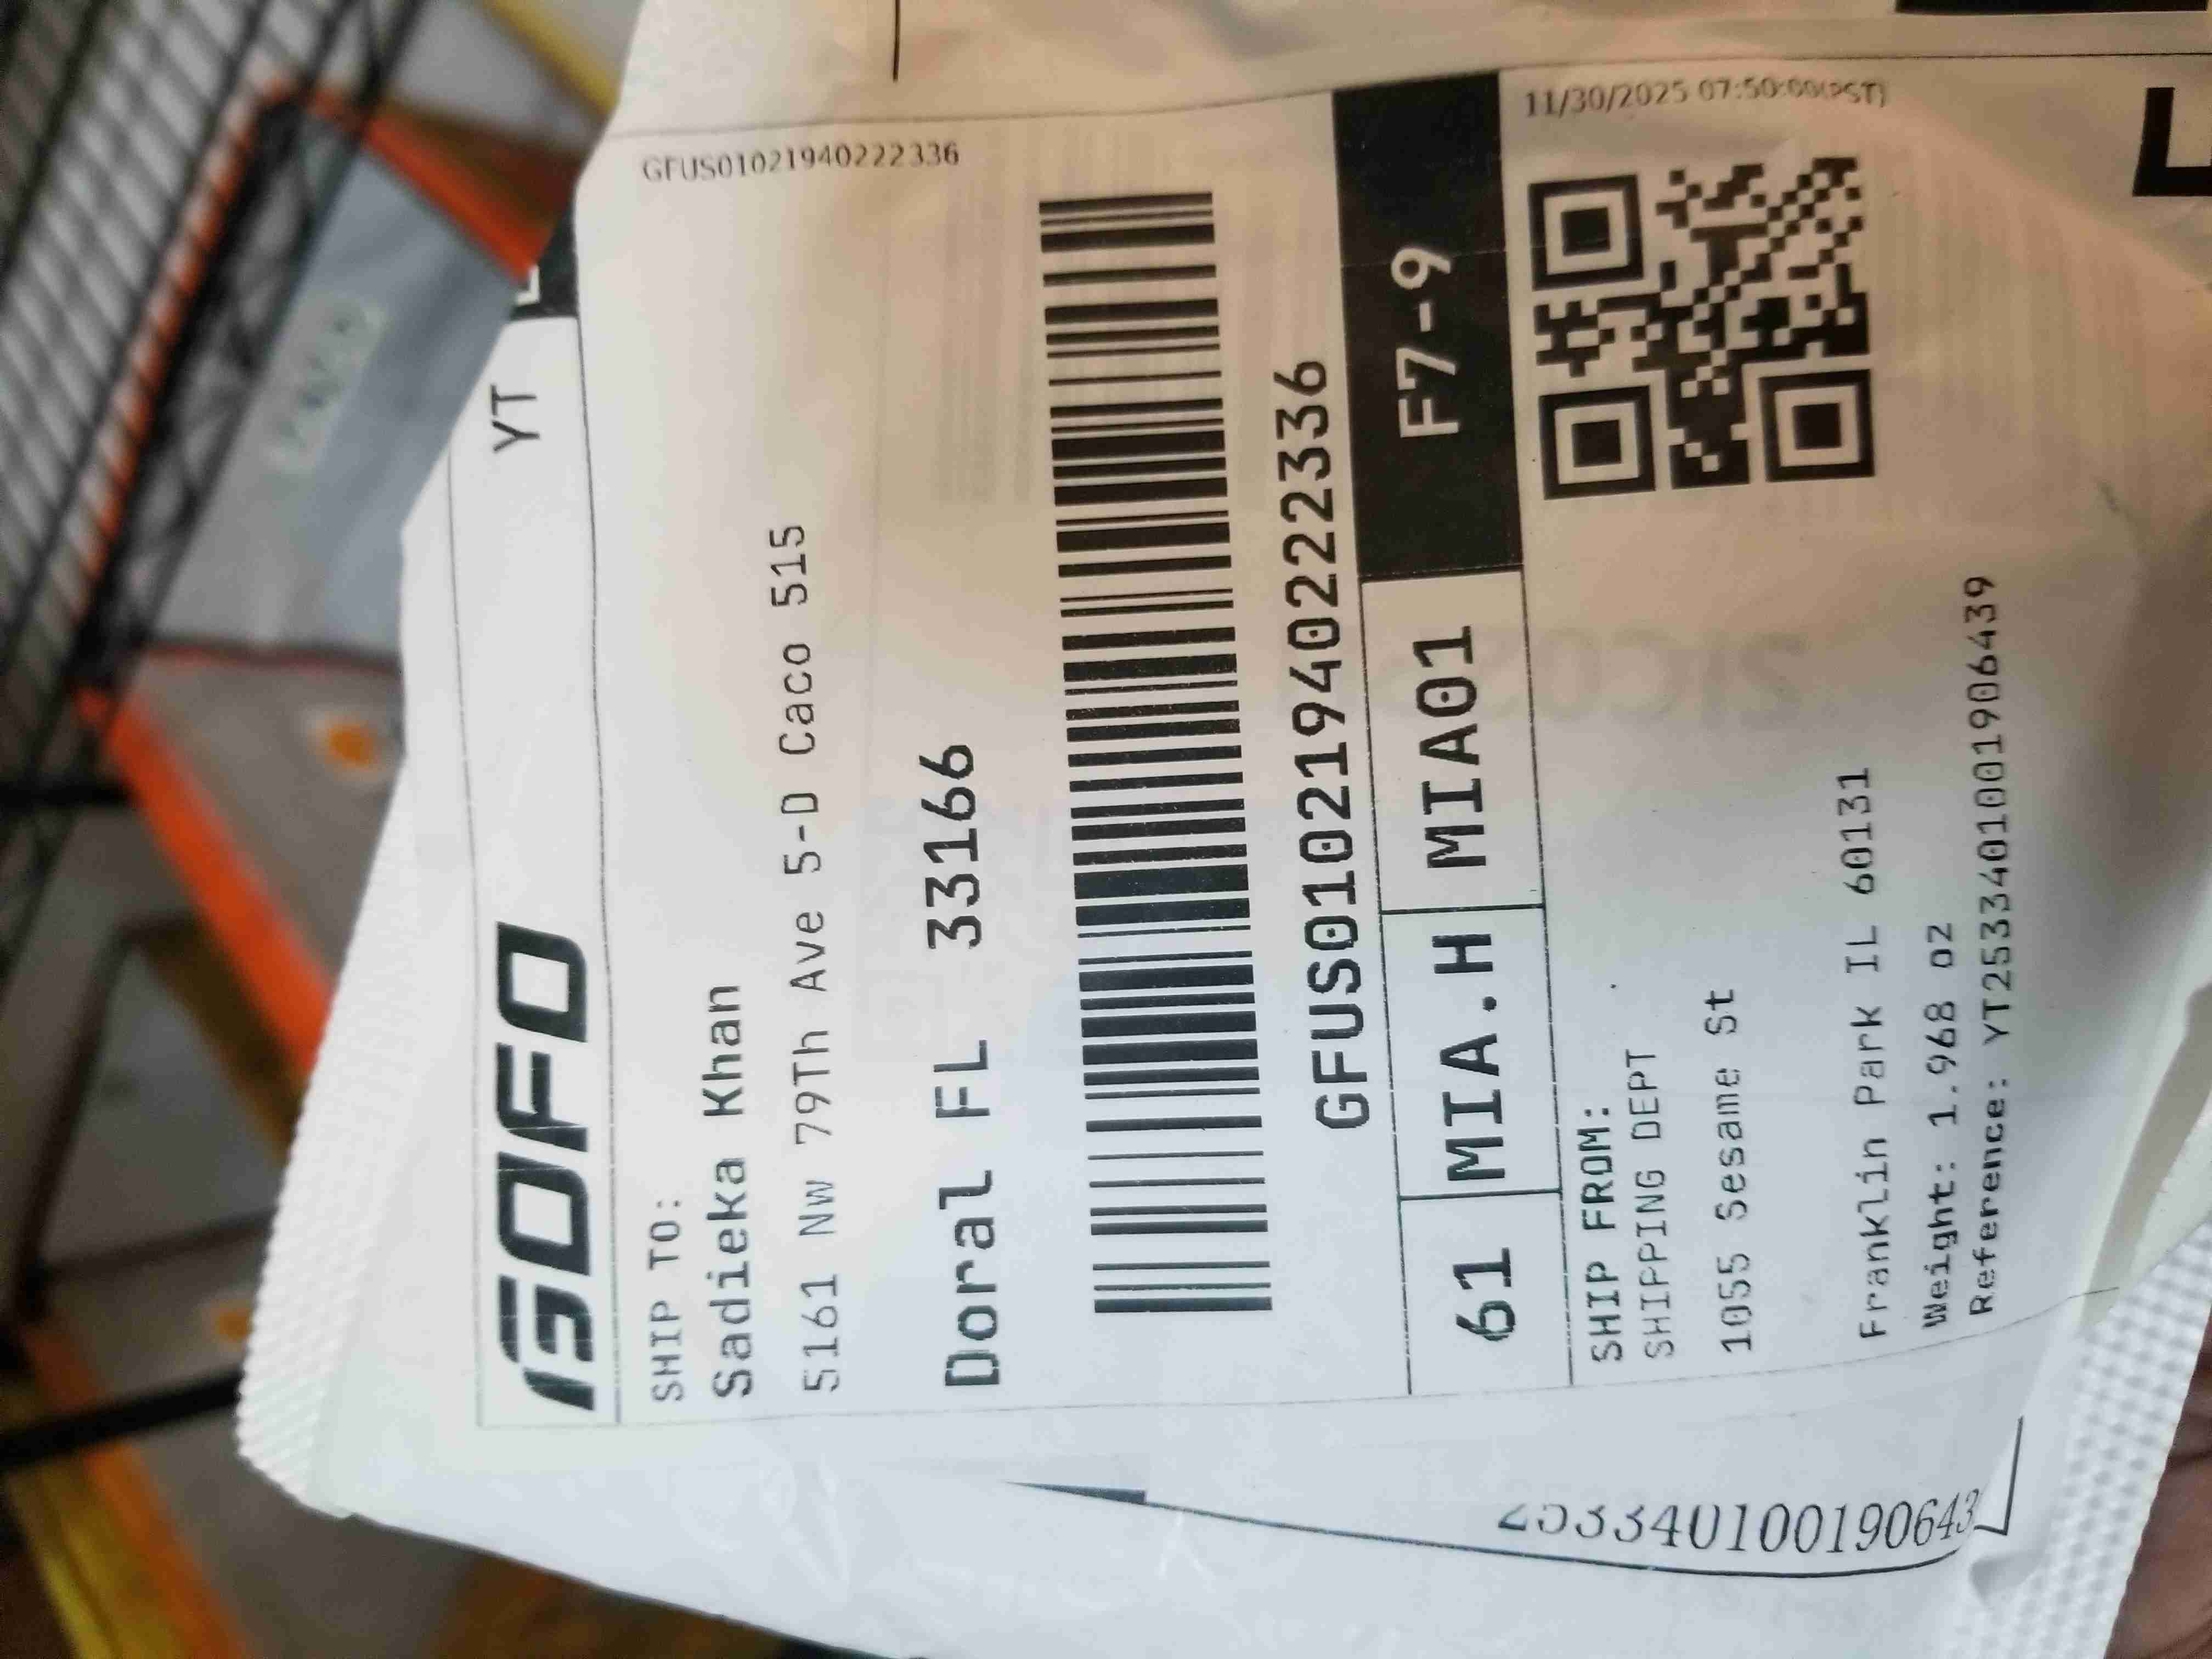 GOFO
YT
GFUS01021940222336
SHIP TO:
Sadieka Khan
5161 Nw 79Th Ave 5-D Caco 515
Doral FL 33166
GFUS01021940222336
61 MIA.H MIA01 F7-9
SHIP FROM:
SHIPPING DEPT
1055 Sesame St
Franklin Park IL 60131
Weight: 1.968 OZ
Reference: YT2533401001906439
11/30/2025 07:50:00(PST)
253340100190643